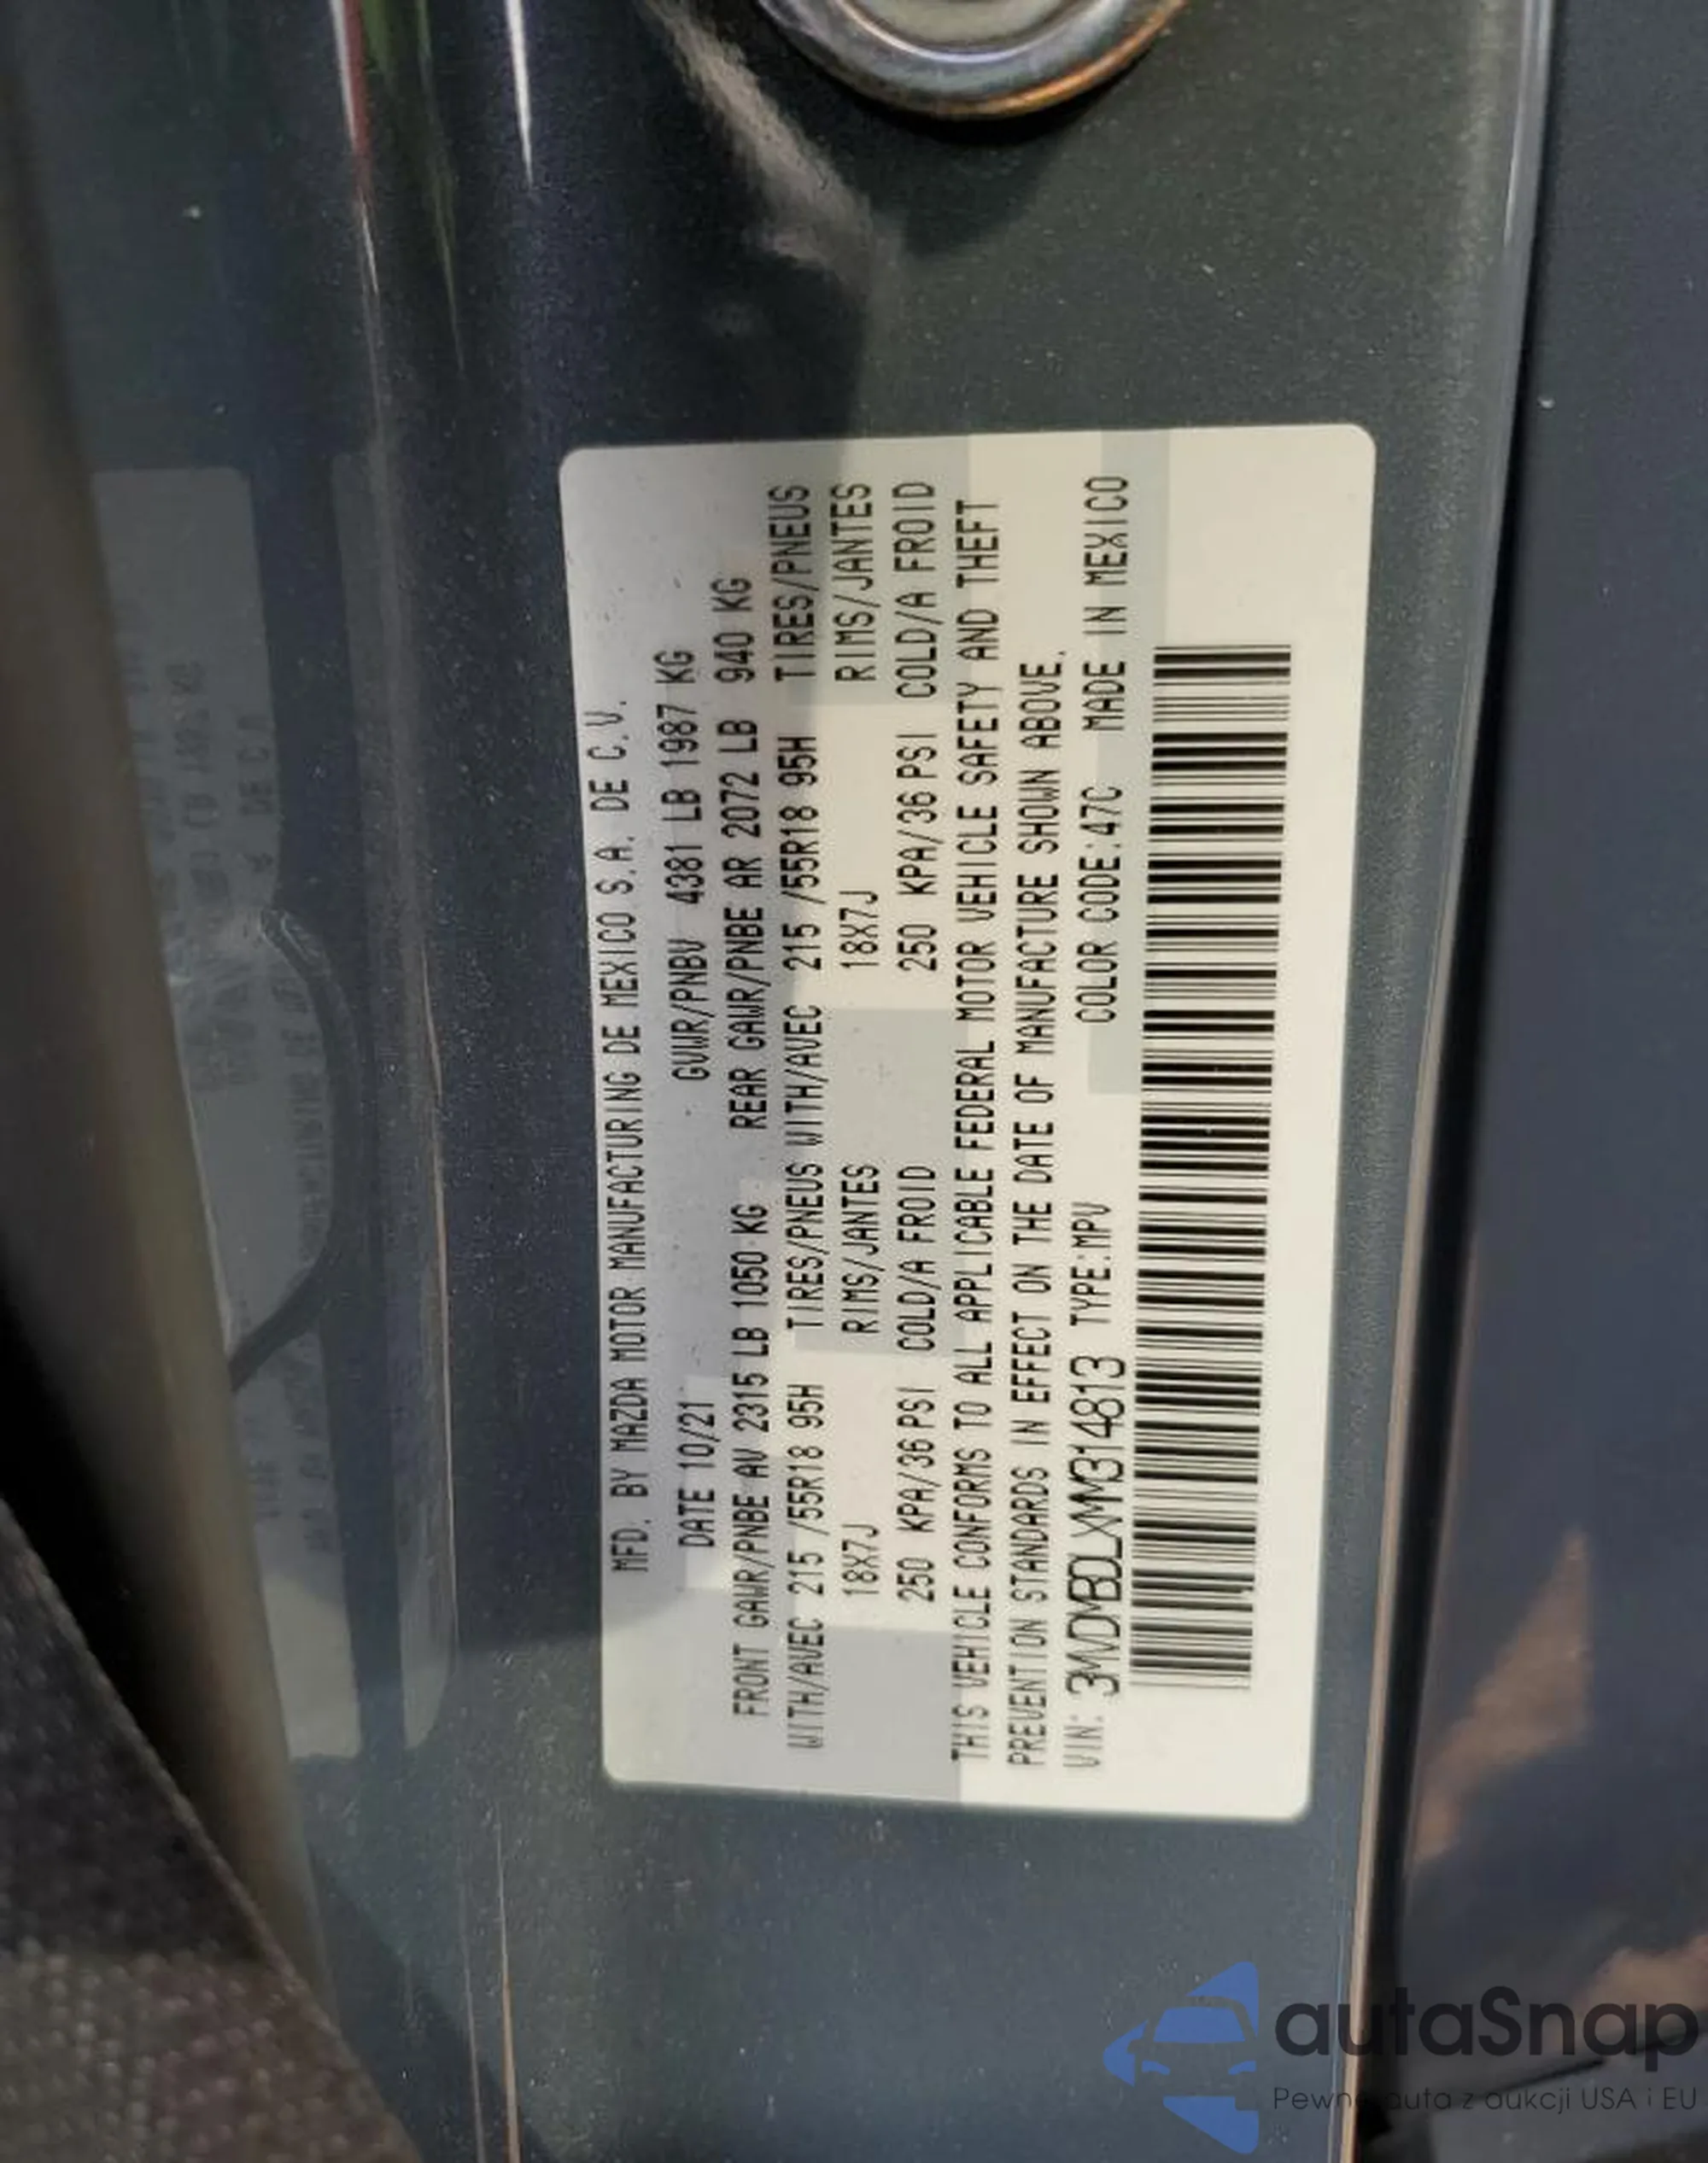 MFD. BY MAZDA MOTOR MANUFACTURING DE MEXICO S.A. DE C.V.
DATE 10/21 GVWR/PNBV 4381 LB 1987 KG
FRONT GAWR/PNBE AV 2315 LB 1050 KG REAR GAWR/PNBE AR 2072 LB 940 KG
WITH/AVEC 215 /55R18 95H TIRES/PNEUS WITH/AVEC 215 /55R18 95H TIRES/PNEUS
18X7J RIMS/JANTES 18X7J RIMS/JANTES
250 KPA/36 PSI COLD/A FROID 250 KPA/36 PSI COLD/A FROID
THIS VEHICLE CONFORMS TO ALL APPLICABLE FEDERAL MOTOR VEHICLE SAFETY AND THEFT
PREVENTION STANDARDS IN EFFECT ON THE DATE OF MANUFACTURE SHOWN ABOVE.
VIN: 3MVDMBDLXMM314813 TYPE:MPV COLOR CODE:47C MADE IN MEXICO
autaSnap
Pewne auta z aukcji USA i EU